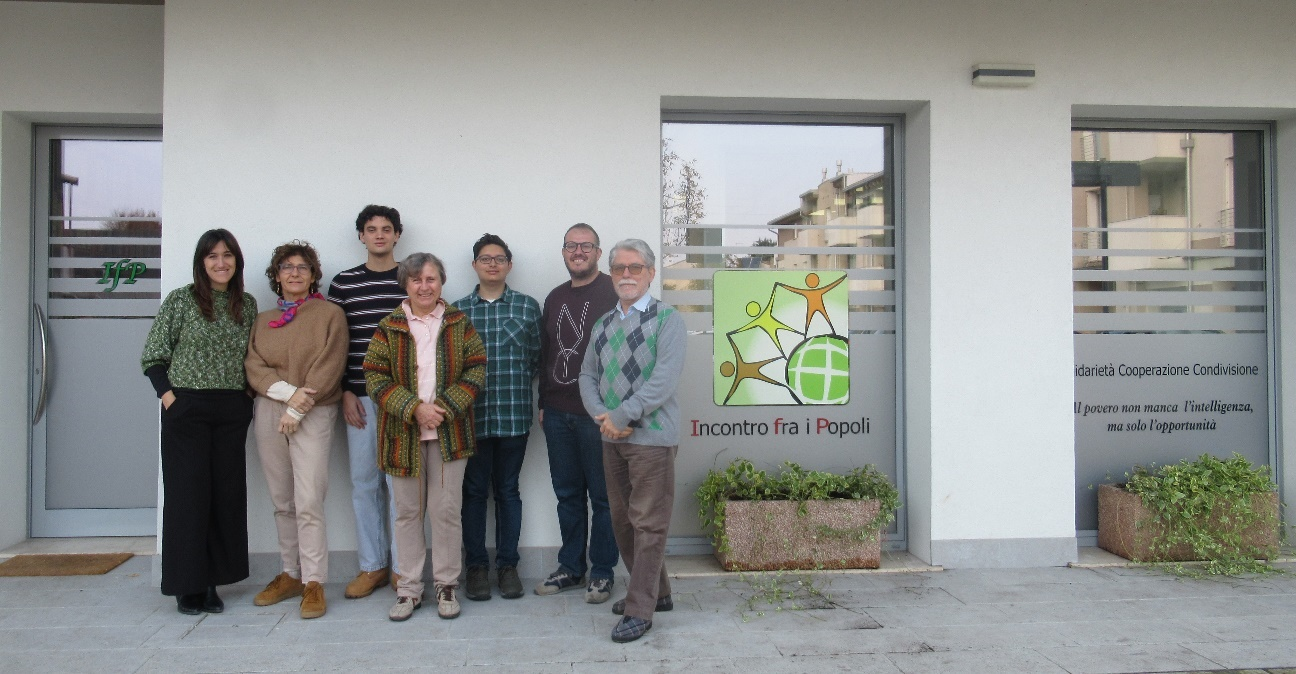 IfP
Incontro fra i Popoli
idarietà Cooperazione Condivisione
Al povero non manca l'intelligenza,
ma solo l'opportunità